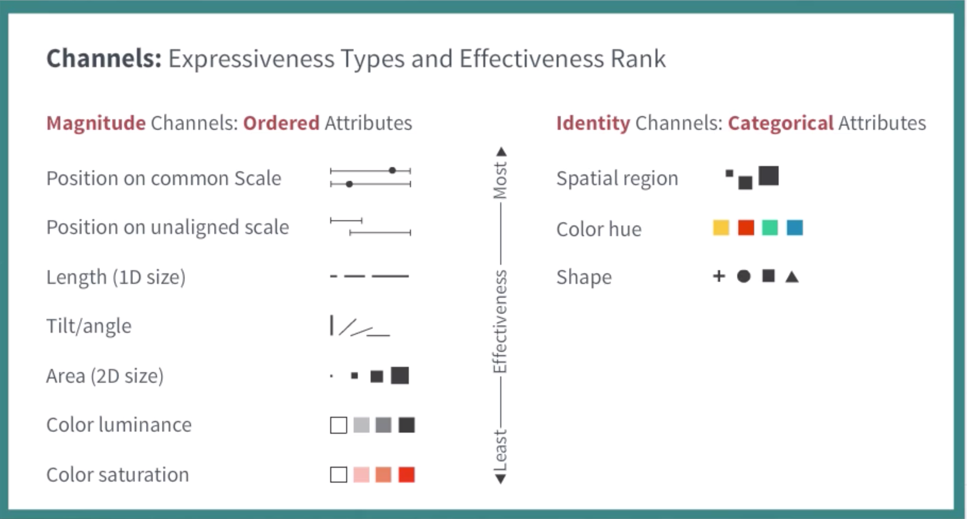 Channels: Expressiveness Types and Effectiveness Rank
Magnitude Channels: Ordered Attributes
Position on common Scale
Position on unaligned scale
Length (1D size)
Tilt/angle
Area (2D size)
Color luminance
Color saturation
Most
Effectiveness
Least
Identity Channels: Categorical Attributes
Spatial region
Color hue
Shape